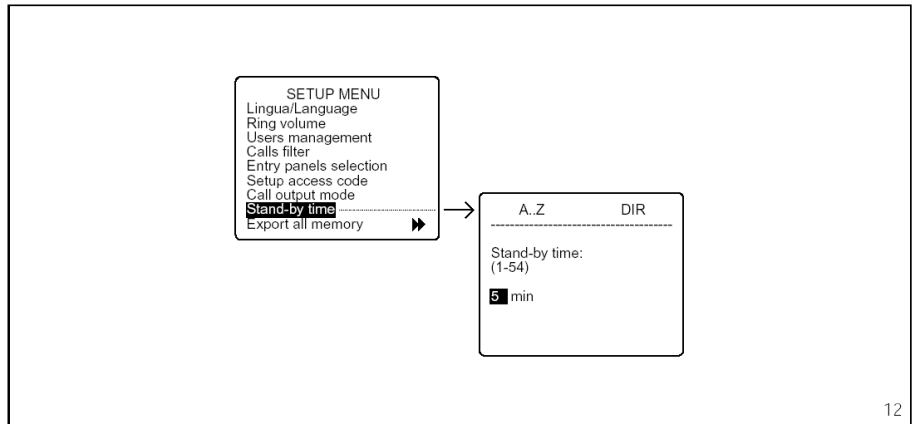 SETUP MENU
Lingua/Language
Ring volume
Users management
Calls filter
Entry panels selection
Setup access code
Call output mode
Stand-by time
Export all memory
A..Z DIR
Stand-by time:
(1-54)
5 min
12